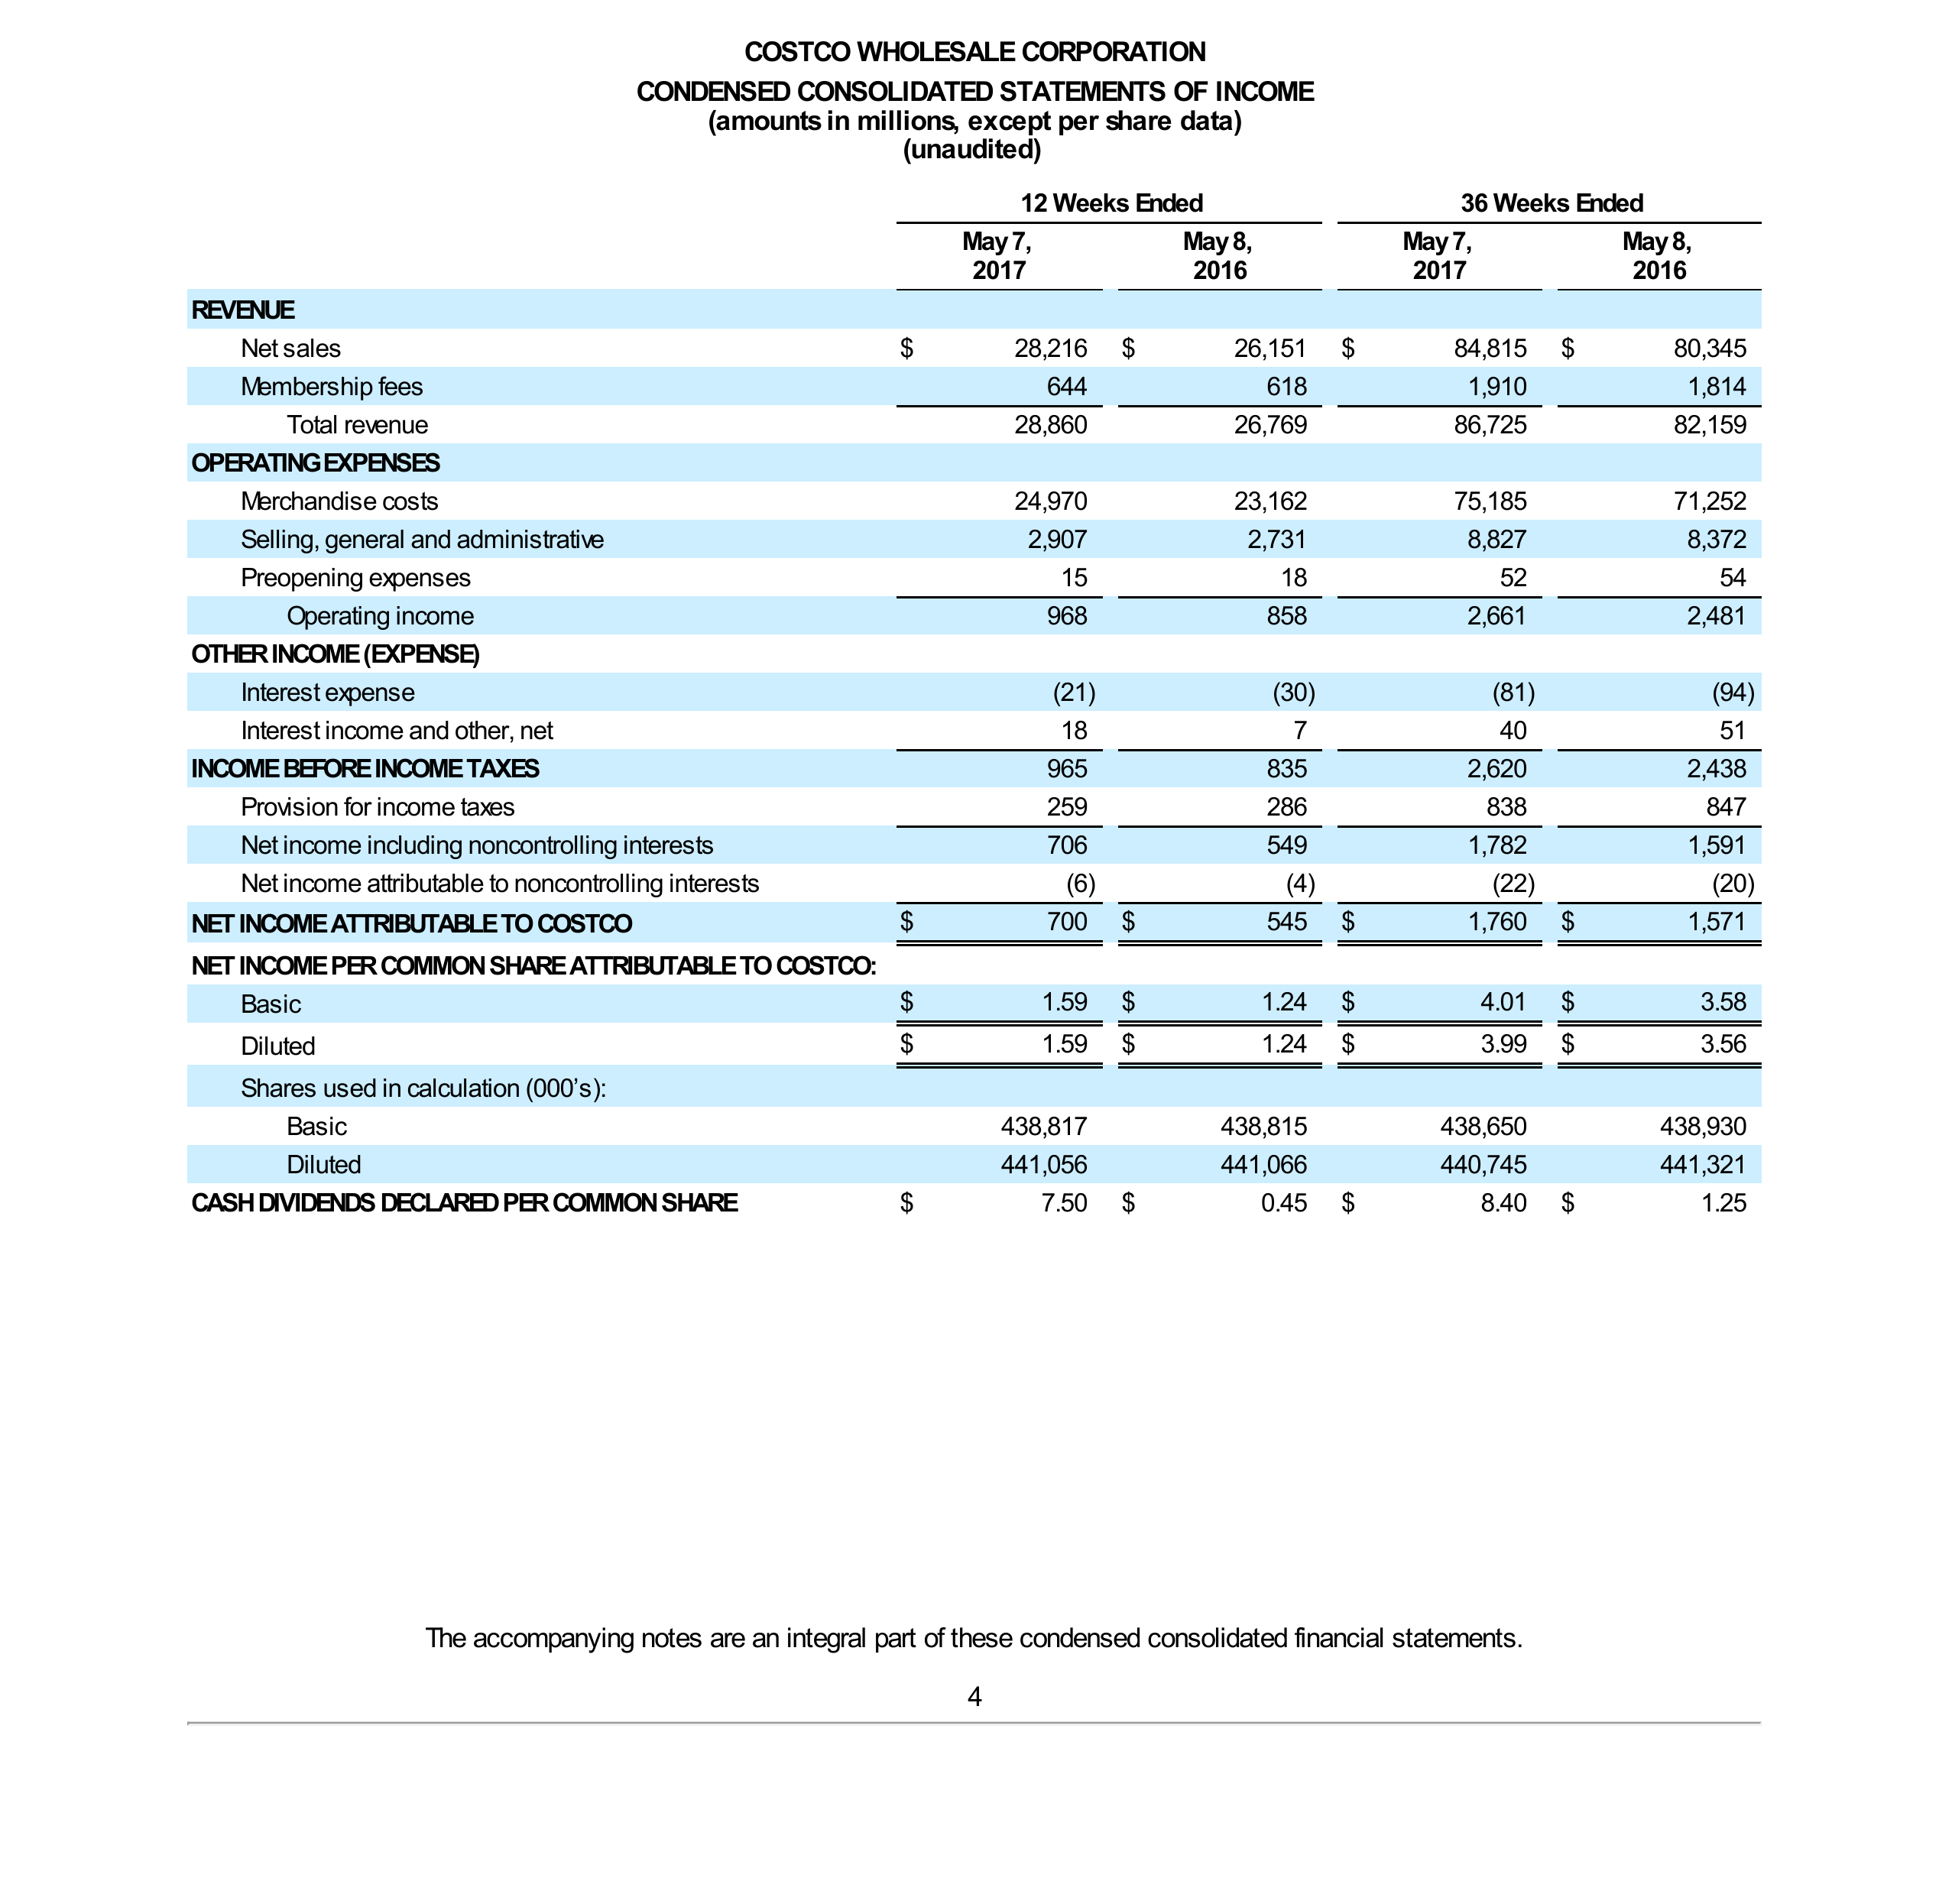 COSTCO WHOLESALE CORPORATION
CONDENSED CONSOLIDATED STATEMENTS OF INCOME
(amounts in millions, except per share data)
(unaudited)
12 Weeks Ended 36 Weeks Ended
May 7, May 8, May 7, May 8,
2017 2016 2017 2016
REVENUE
Net sales $ 28,216 $ 26,151 $ 84,815 $ 80,345
Membership fees 644 618 1,910 1,814
Total revenue 28,860 26,769 86,725 82,159
OPERATING EXPENSES
Merchandise costs 24,970 23,162 75,185 71,252
Selling, general and administrative 2,907 2,731 8,827 8,372
Preopening expenses 15 18 52 54
Operating income 968 858 2,661 2,481
OTHER INCOME (EXPENSE)
Interest expense (21) (30) (81) (94)
Interest income and other, net 18 7 40 51
INCOME BEFORE INCOME TAXES 965 835 2,620 2,438
Provision for income taxes 259 286 838 847
Net income including noncontrolling interests 706 549 1,782 1,591
Net income attributable to noncontrolling interests (6) (4) (22) (20)
NET INCOME ATTRIBUTABLE TO COSTCO $ 700 $ 545 $ 1,760 $ 1,571
NET INCOME PER COMMON SHARE ATTRIBUTABLE TO COSTCO:
Basic $ 1.59 $ 1.24 $ 4.01 $ 3.58
Diluted $ 1.59 $ 1.24 $ 3.99 $ 3.56
Shares used in calculation (000’s):
Basic 438,817 438,815 438,650 438,930
Diluted 441,056 441,066 440,745 441,321
CASH DIVIDENDS DECLARED PER COMMON SHARE $ 7.50 $ 0.45 $ 8.40 $ 1.25
The accompanying notes are an integral part of these condensed consolidated financial statements.
4